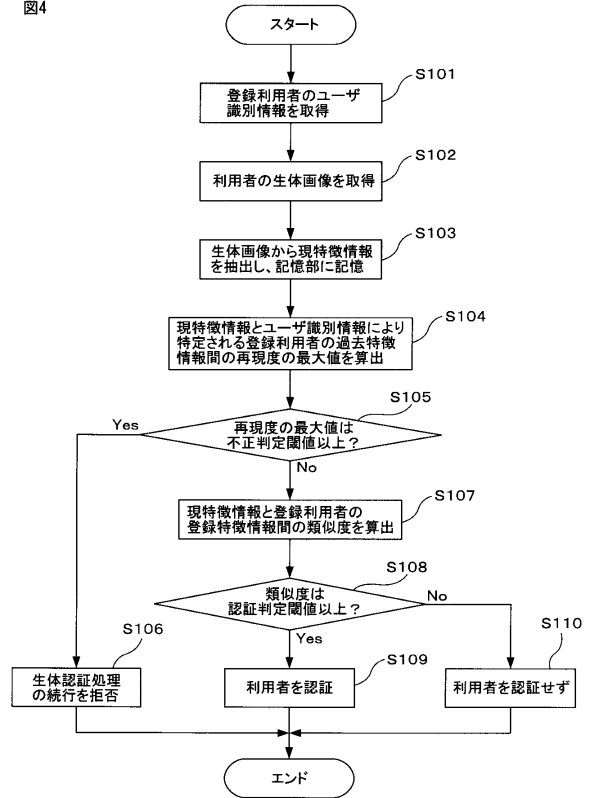 図4
スタート
S101
登録利用者のユーザ
識別情報を取得
S102
利用者の生体画像を取得
S103
生体画像から現特徴情報
を抽出し、記憶部に記憶
S104
現特徴情報とユーザ識別情報により
特定される登録利用者の過去特徴
情報間の再現度の最大値を算出
S105
再現度の最大値は
不正判定閾値以上?
Yes
No
S107
現特徴情報と登録利用者の
登録特徴情報間の類似度を算出
S108
類似度は
認証判定閾値以上?
No
Yes
S106
生体認証処理
の続行を拒否
S109
利用者を認証
S110
利用者を認証せず
エンド